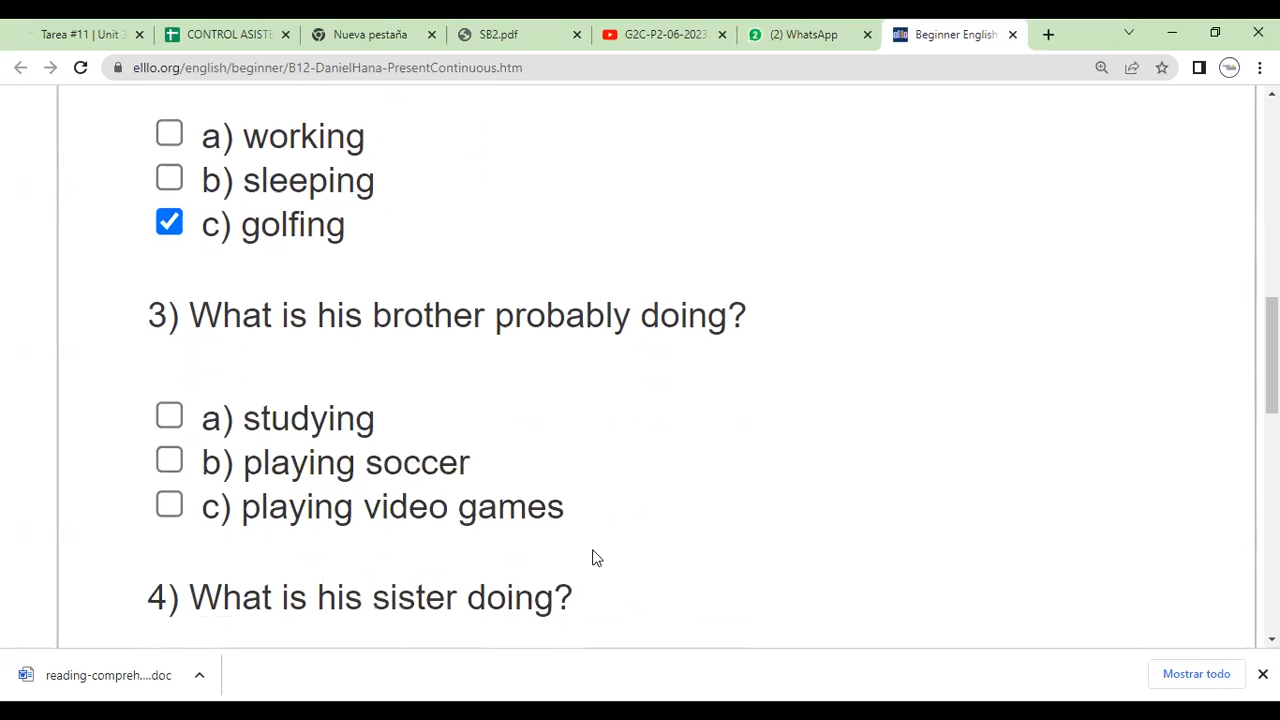 Tarea #11 | Unit
CONTROL ASISTE
Nueva pestaña
SB2.pdf
G2C-P2-06-2023
(2) WhatsApp
Beginner English
elllo.org/english/beginner/B12-DanielHana-PresentContinuous.htm
a) working
b) sleeping
c) golfing
3) What is his brother probably doing?
a) studying
b) playing soccer
c) playing video games
4) What is his sister doing?
reading-compreh....doc
Mostrar todo